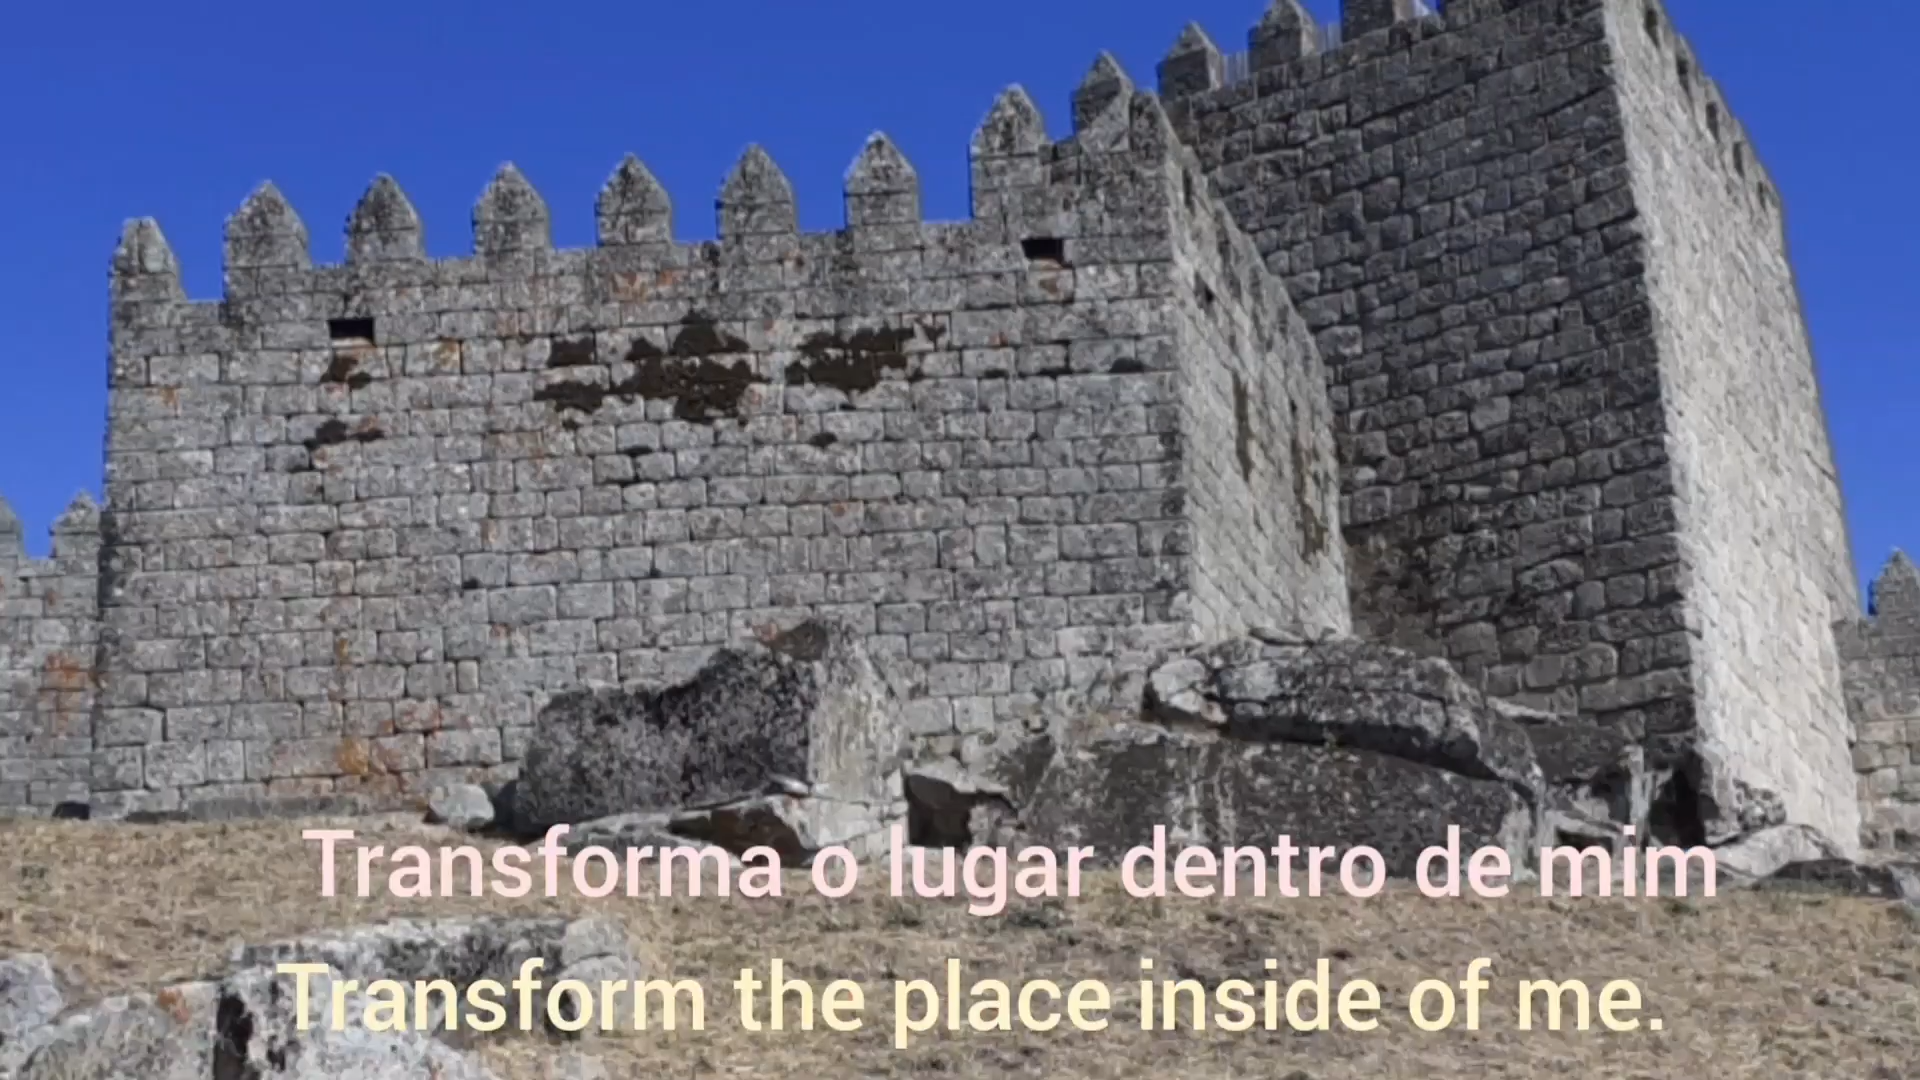 Transforma o lugar dentro de mim
Transform the place inside of me.